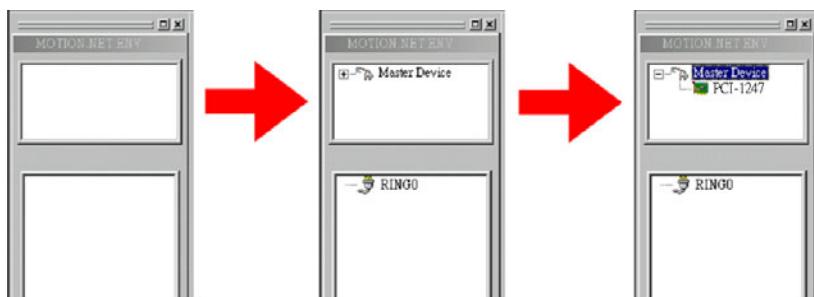 MOTION.NET ENV
MOTION.NET ENV
Master Device
RING0
MOTION.NET ENV
Master Device
PCI-1247
RING0